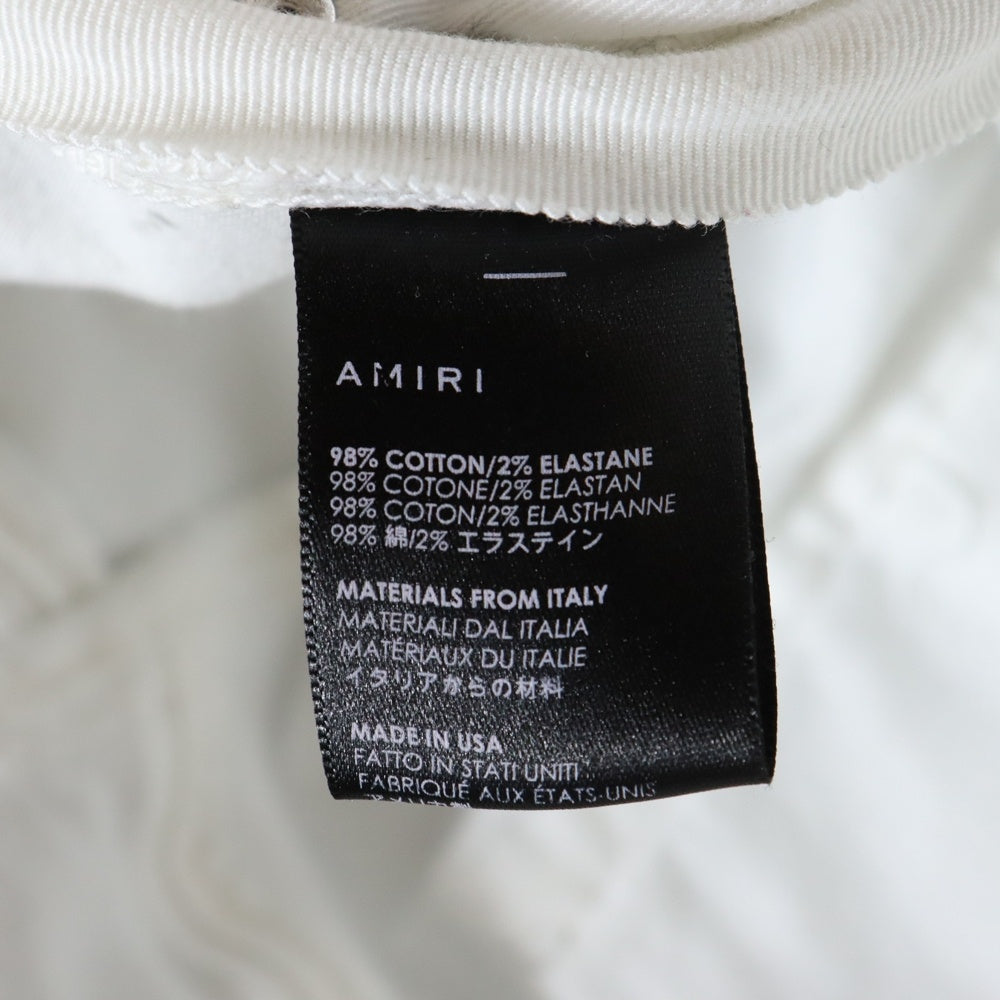 AMIRI
98% COTTON/2% ELASTANE
98% COTONE/2% ELASTAN
98% COTON/2% ELASTHANNE
98% 綿/2% エラステイン
MATERIALS FROM ITALY
MATERIALI DAL ITALIA
MATÉRIAUX DU ITALIE
イタリアからの材料
MADE IN USA
FATTO IN STATI UNITI
FABRIQUÉ AUX ÉTATS-UNIS